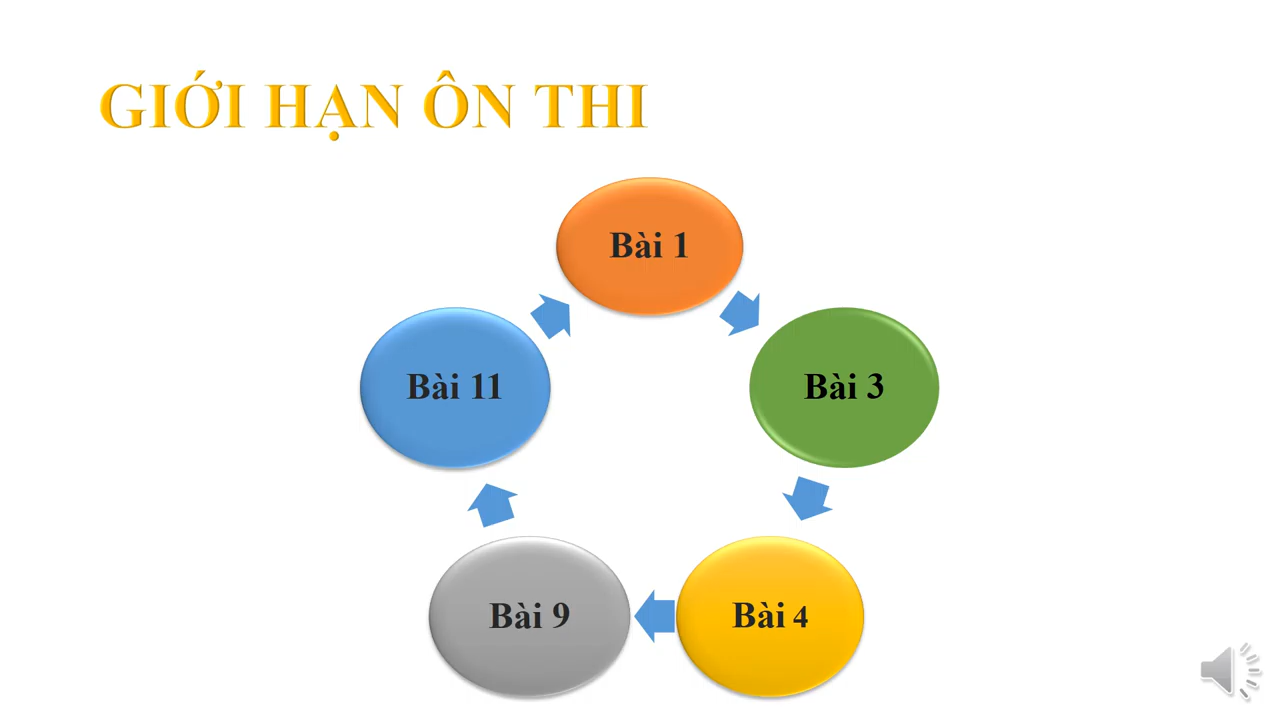 GIỚI HẠN ÔN THI
Bài 1
Bài 3
Bài 4
Bài 9
Bài 11